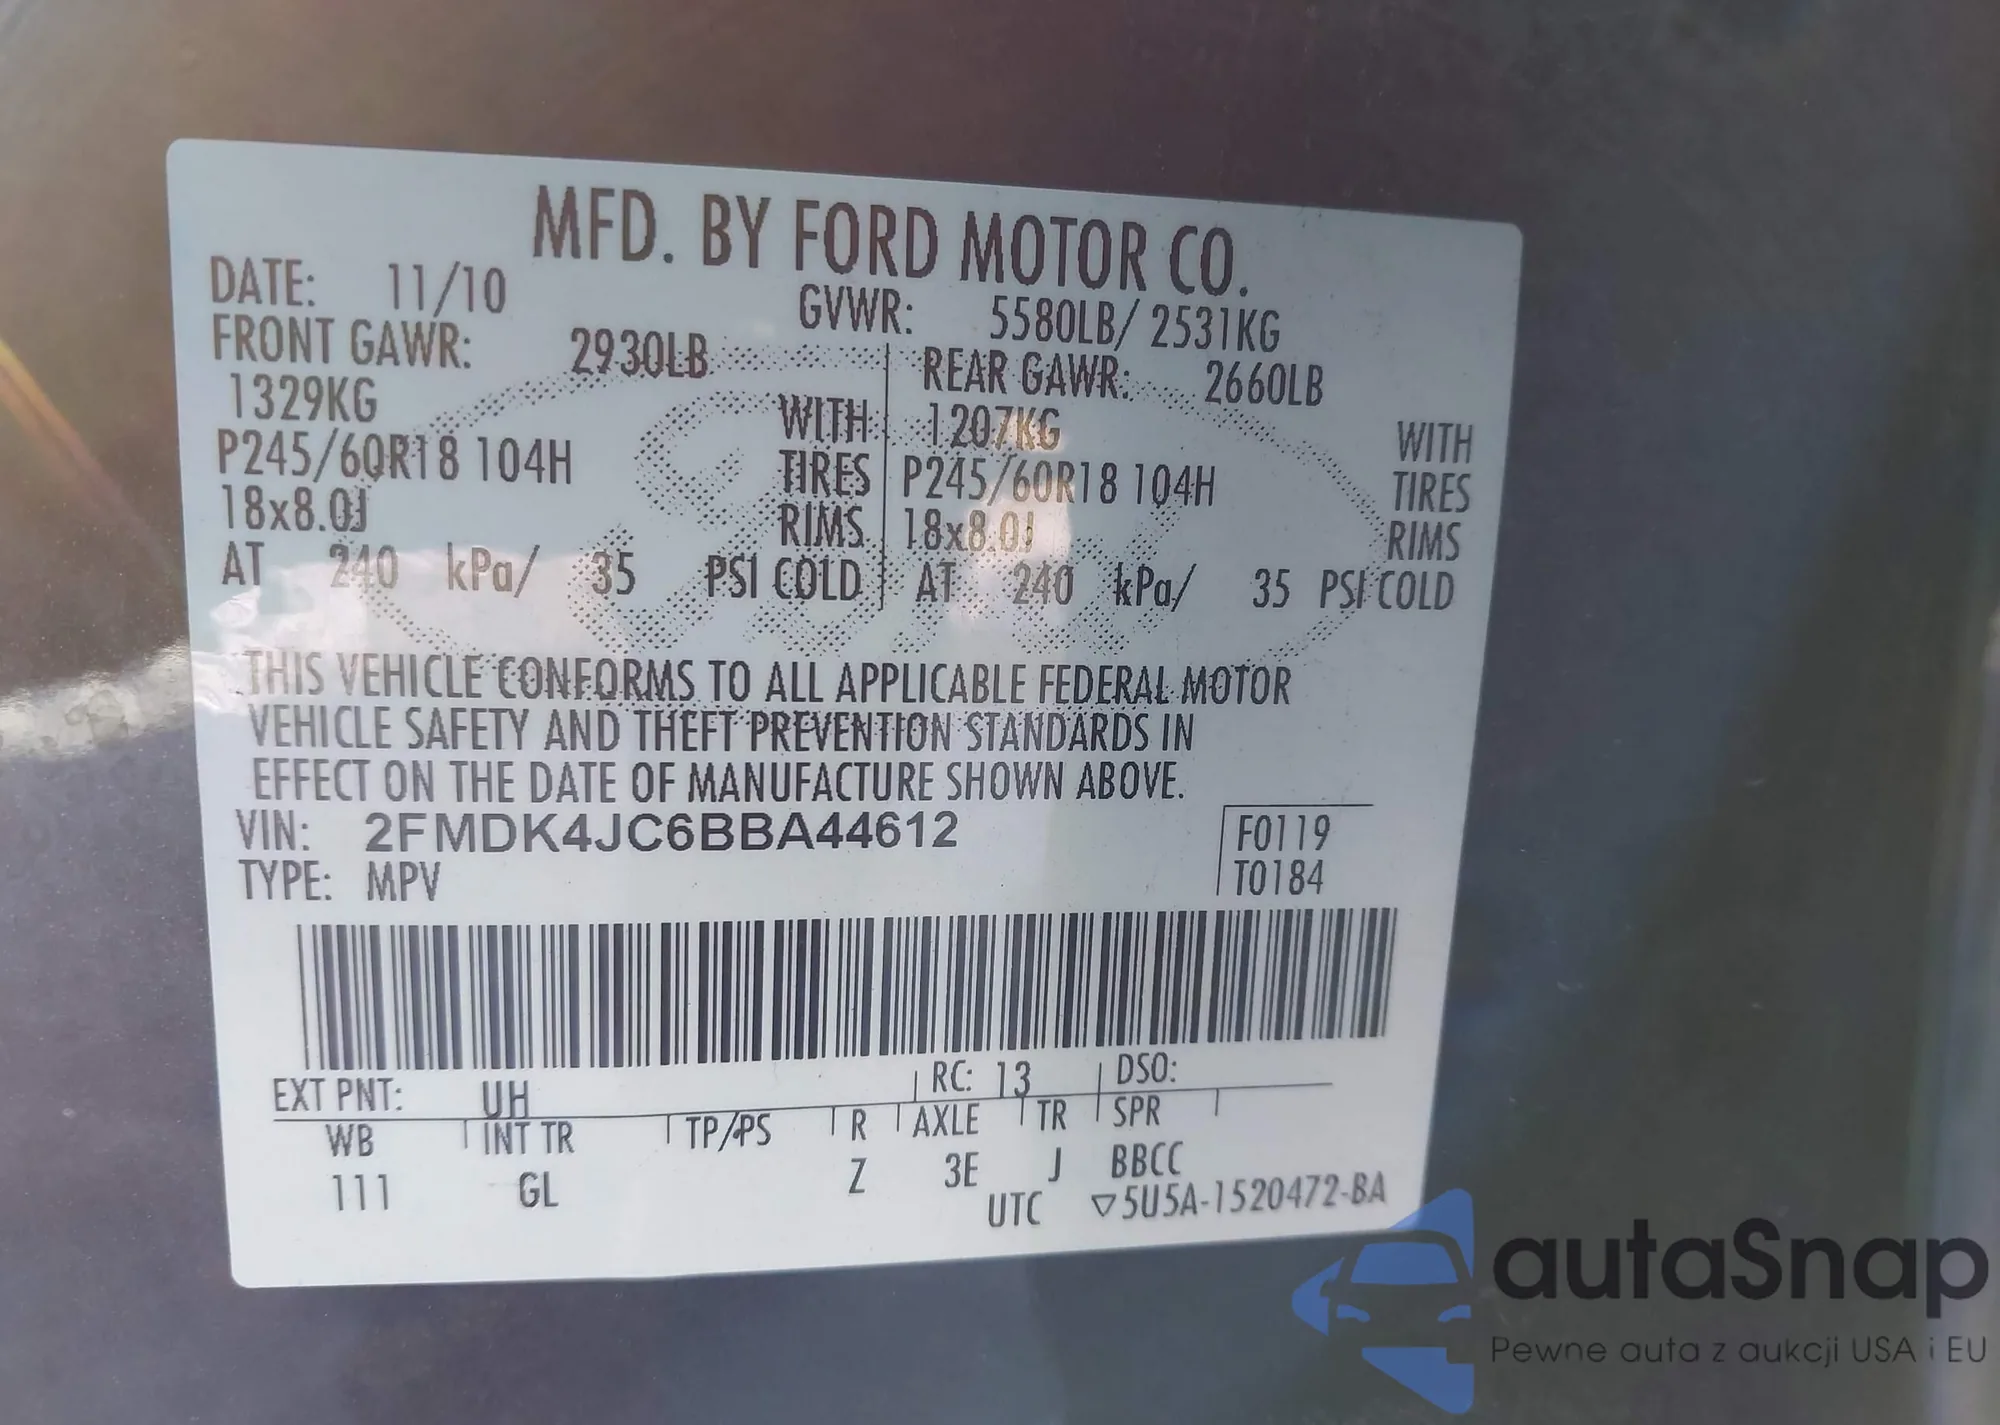 MFD. BY FORD MOTOR CO.
DATE: 11/10 GVWR: 5580LB/ 2531KG
FRONT GAWR: 2930LB REAR GAWR: 2660LB
1329KG WITH 1207KG WITH
P245/60R18 104H TIRES P245/60R18 104H TIRES
18x8.0J RIMS 18x8.0J RIMS
AT 240 kPa/ 35 PSI COLD AT 240 kPa/ 35 PSI COLD
THIS VEHICLE CONFORMS TO ALL APPLICABLE FEDERAL MOTOR
VEHICLE SAFETY AND THEFT PREVENTION STANDARDS IN
EFFECT ON THE DATE OF MANUFACTURE SHOWN ABOVE.
VIN: 2FMDK4JC6BBA44612 F0119
TYPE: MPV T0184
EXT PNT: UH RC: 13 DSO:
WB INT TR TP/PS R AXLE TR SPR
111 GL Z 3E J BBCC
UTC ▽5U5A-1520472-BA
autaSnap
Pewne auta z aukcji USA i EU